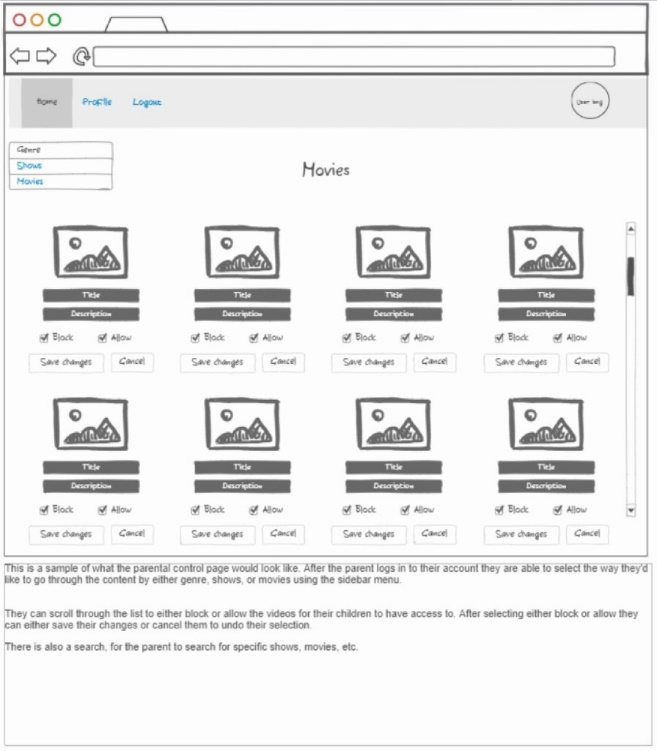 Home Profile Logout User Img
Genre
Shows
Movies
Movies
Title Title Title Title
Description Description Description Description
Block Allow Block Allow Block Allow Block Allow
Save changes Cancel Save changes Cancel Save changes Cancel Save changes Cancel
Title Title Title Title
Description Description Description Description
Block Allow Block Allow Block Allow Block Allow
Save changes Cancel Save changes Cancel Save changes Cancel Save changes Cancel
This is a sample of what the parental control page would look like. After the parent logs in to their account they are able to select the way they'd
like to go through the content by either genre, shows, or movies using the sidebar menu.
They can scroll through the list to either block or allow the videos for their children to have access to. After selecting either block or allow they
can either save their changes or cancel them to undo their selection.
There is also a search, for the parent to search for specific shows, movies, etc.